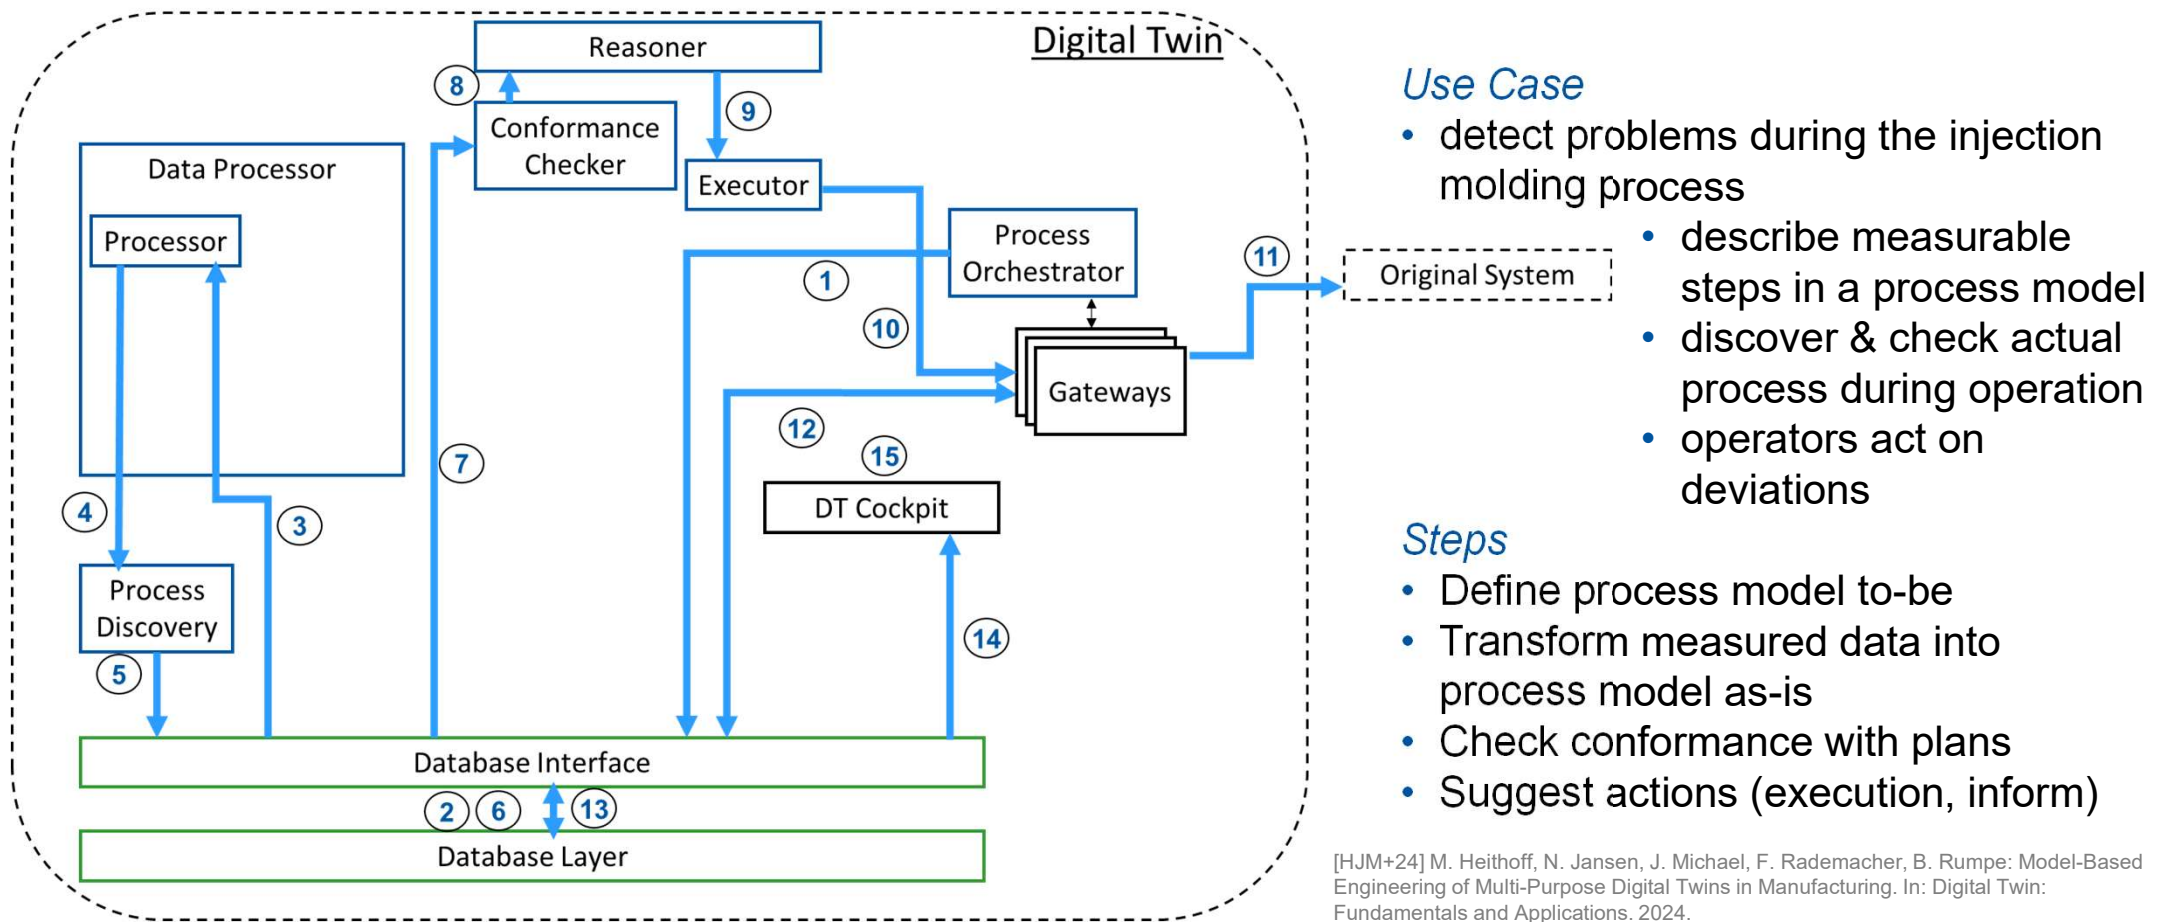 Digital Twin
Reasoner
8
9
Conformance
Checker
Data Processor
Executor
Processor
Process
Orchestrator
1
11
Original System
10
Gateways
12
15
7
DT Cockpit
4
3
Process
Discovery
14
5
Database Interface
2 6 13
Database Layer
Use Case
• detect problems during the injection
molding process
• describe measurable
steps in a process model
• discover & check actual
process during operation
• operators act on
deviations
Steps
• Define process model to-be
• Transform measured data into
process model as-is
• Check conformance with plans
• Suggest actions (execution, inform)
[HJM+24] M. Heithoff, N. Jansen, J. Michael, F. Rademacher, B. Rumpe: Model-Based
Engineering of Multi-Purpose Digital Twins in Manufacturing. In: Digital Twin:
Fundamentals and Applications. 2024.